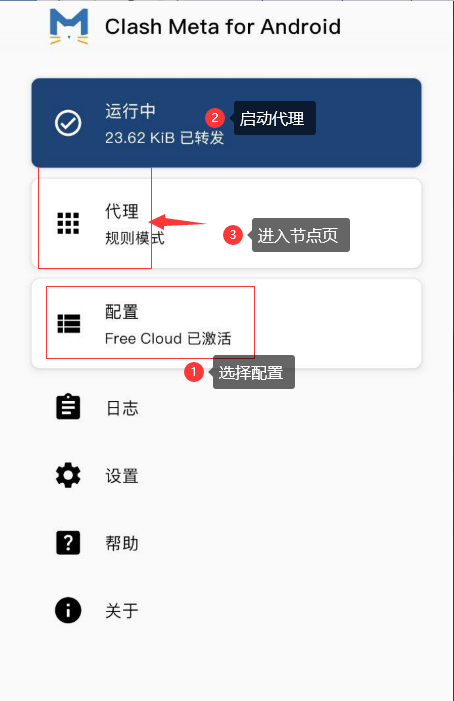 Clash Meta for Android
运行中
23.62 KiB 已转发
2 启动代理
代理
规则模式
3 进入节点页
配置
Free Cloud 已激活
1 选择配置
日志
设置
帮助
关于